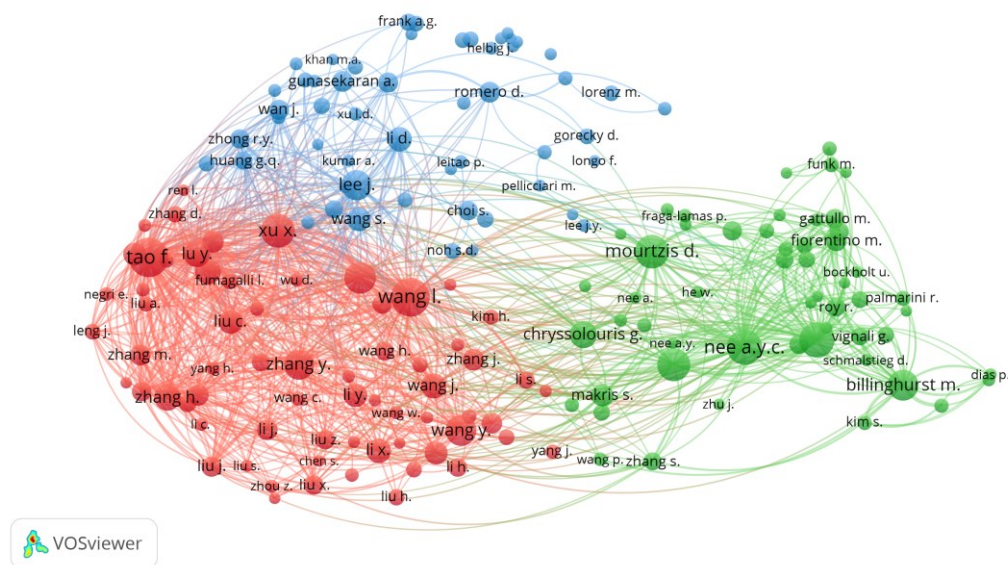 frank a.g.
helbig j.
khan m.a.
gunasekaran a.
romero d.
lorenz m.
wan j.
xu l.d.
li d.
gorecky d.
zhong r.y.
huang g.q.
kumar a.
leitao p.
longo f.
funk m.
lee j.
pellicciari m.
ren l.
zhang d.
wang s.
choi s.
fraga-lamas p.
gattullo m.
lee j.y.
xu x.
fiorentino m.
noh s.d.
mourtzis d.
tao f.
lu y.
fumagalli l.
wu d.
bockholt u.
nee a.
he w.
negri e.
liu a.
wang l.
palmarini r.
roy r.
kim h.
liu c.
leng j.
chryssolouris g.
vignali g.
nee a.y.
nee a.y.c.
zhang m.
wang h.
zhang j.
schmalstieg d.
yang h.
zhang y.
dias p.
li s.
wang j.
billinghurst m.
zhang h.
li y.
makris s.
wang c.
zhu j.
wang w.
li c.
kim s.
li j.
wang y.
liu z.
li x.
yang j.
wang p.
zhang s.
liu j.
liu s.
chen s.
li h.
zhou z.
liu x.
liu h.
VOSviewer